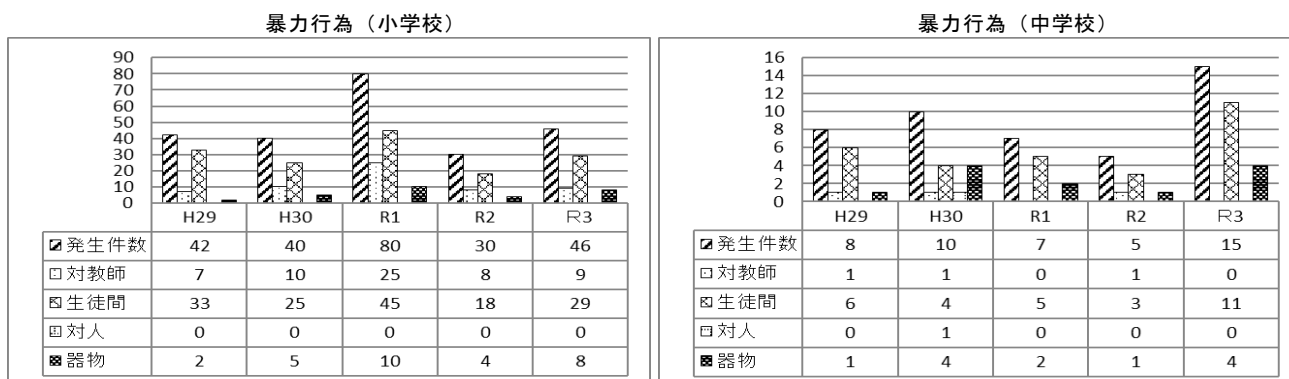 暴力行為（小学校）
90
80
70
60
50
40
30
20
10
0
H29 H30 R1 R2 R3
発生件数 42 40 80 30 46
対教師 7 10 25 8 9
生徒間 33 25 45 18 29
対人 0 0 0 0 0
器物 2 5 10 4 8
暴力行為（中学校）
16
14
12
10
8
6
4
2
0
H29 H30 R1 R2 R3
発生件数 8 10 7 5 15
対教師 1 1 0 1 0
生徒間 6 4 5 3 11
対人 0 1 0 0 0
器物 1 4 2 1 4